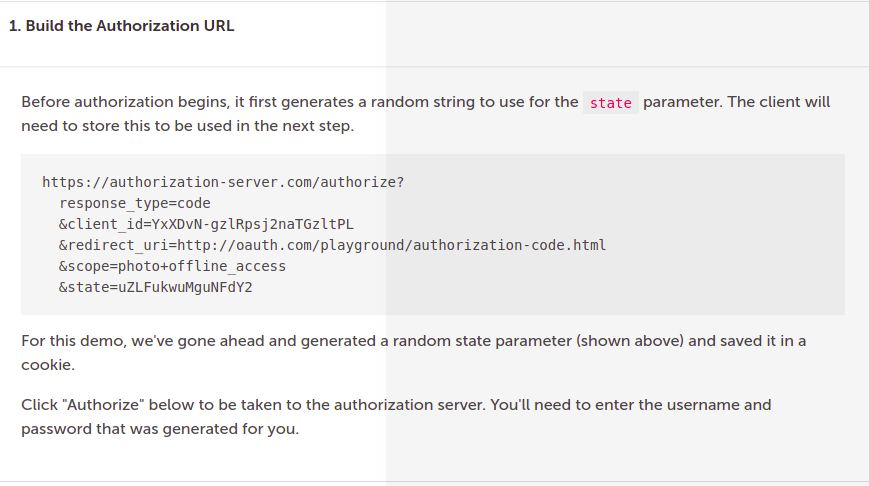 1. Build the Authorization URL
Before authorization begins, it first generates a random string to use for the state parameter. The client will
need to store this to be used in the next step.
https://authorization-server.com/authorize?
response_type=code
&client_id=YxXDvN-gzlRpsj2naTGzltPL
&redirect_uri=http://oauth.com/playground/authorization-code.html
&scope=photo+offline_access
&state=uZLFukwuMguNFdY2
For this demo, we've gone ahead and generated a random state parameter (shown above) and saved it in a
cookie.
Click "Authorize" below to be taken to the authorization server. You'll need to enter the username and
password that was generated for you.